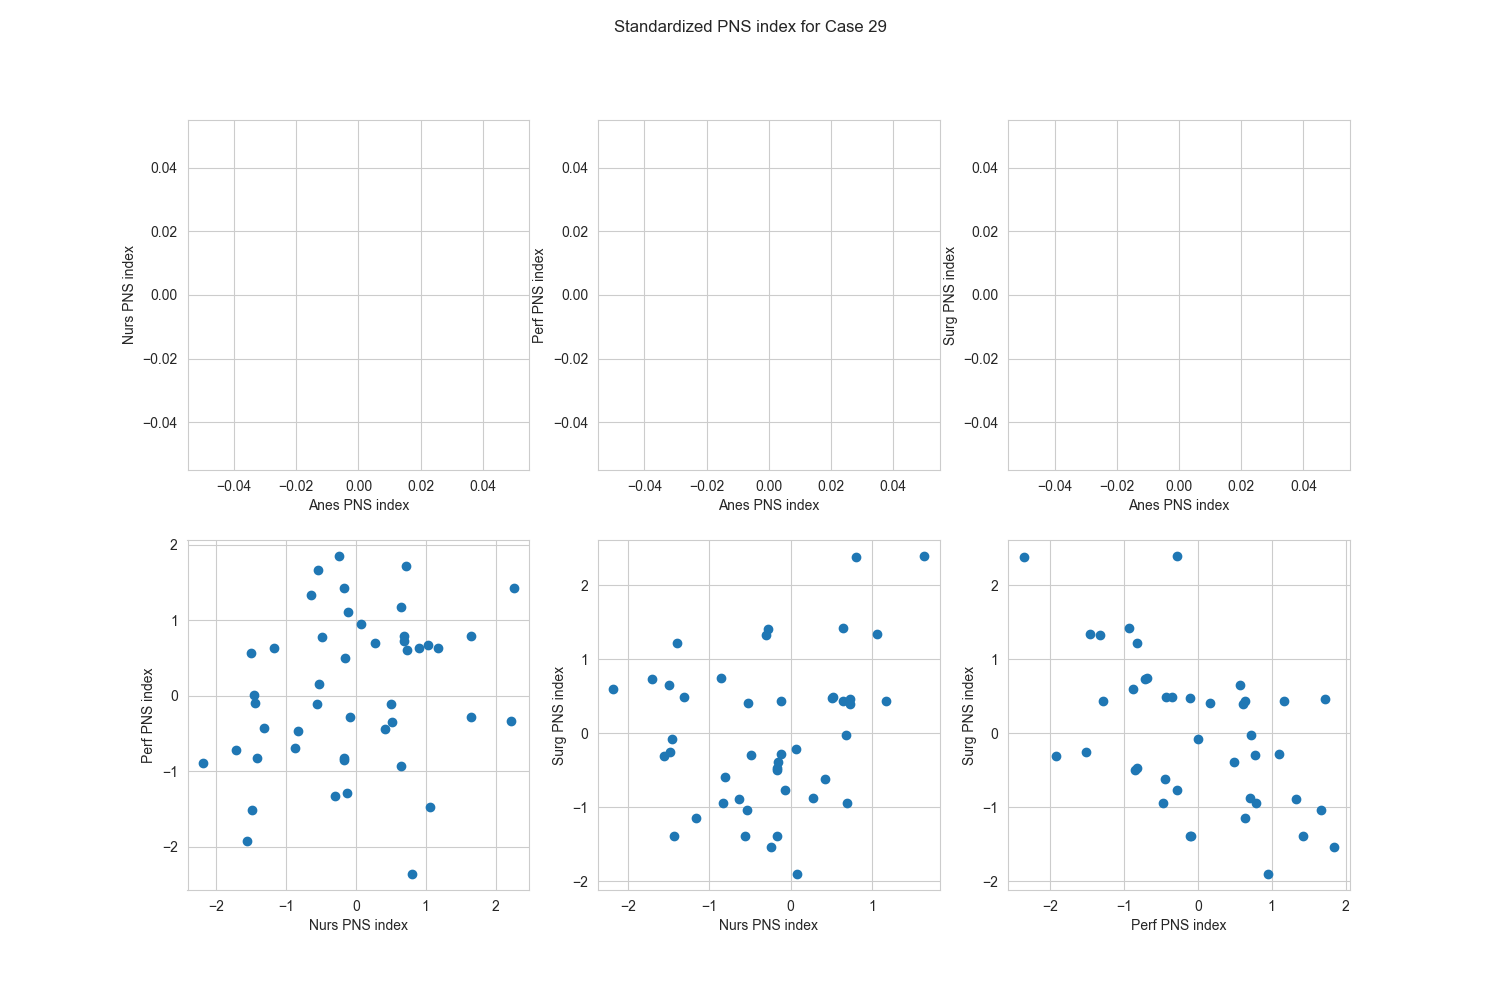 Standardized PNS index for Case 29
0.04
0.02
0.00
−0.02
−0.04
Nurs PNS index
−0.04 −0.02 0.00 0.02 0.04
Anes PNS index
0.04
0.02
0.00
−0.02
−0.04
Perf PNS index
−0.04 −0.02 0.00 0.02 0.04
Anes PNS index
0.04
0.02
0.00
−0.02
−0.04
Surg PNS index
−0.04 −0.02 0.00 0.02 0.04
Anes PNS index
2
1
0
−1
−2
Perf PNS index
−2 −1 0 1 2
Nurs PNS index
2
1
0
−1
−2
Surg PNS index
−2 −1 0 1
Nurs PNS index
2
1
0
−1
−2
Surg PNS index
−2 −1 0 1 2
Perf PNS index